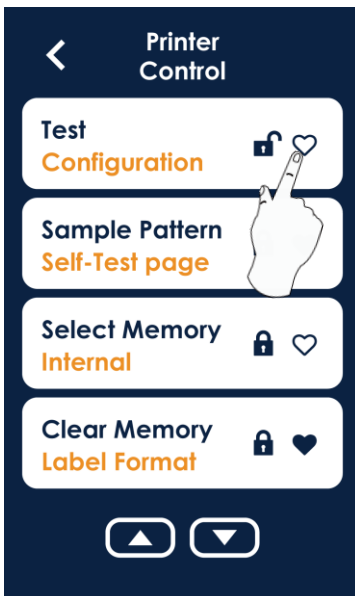 Printer
Control
Test
Configuration
Sample Pattern
Self-Test page
Select Memory
Internal
Clear Memory
Label Format